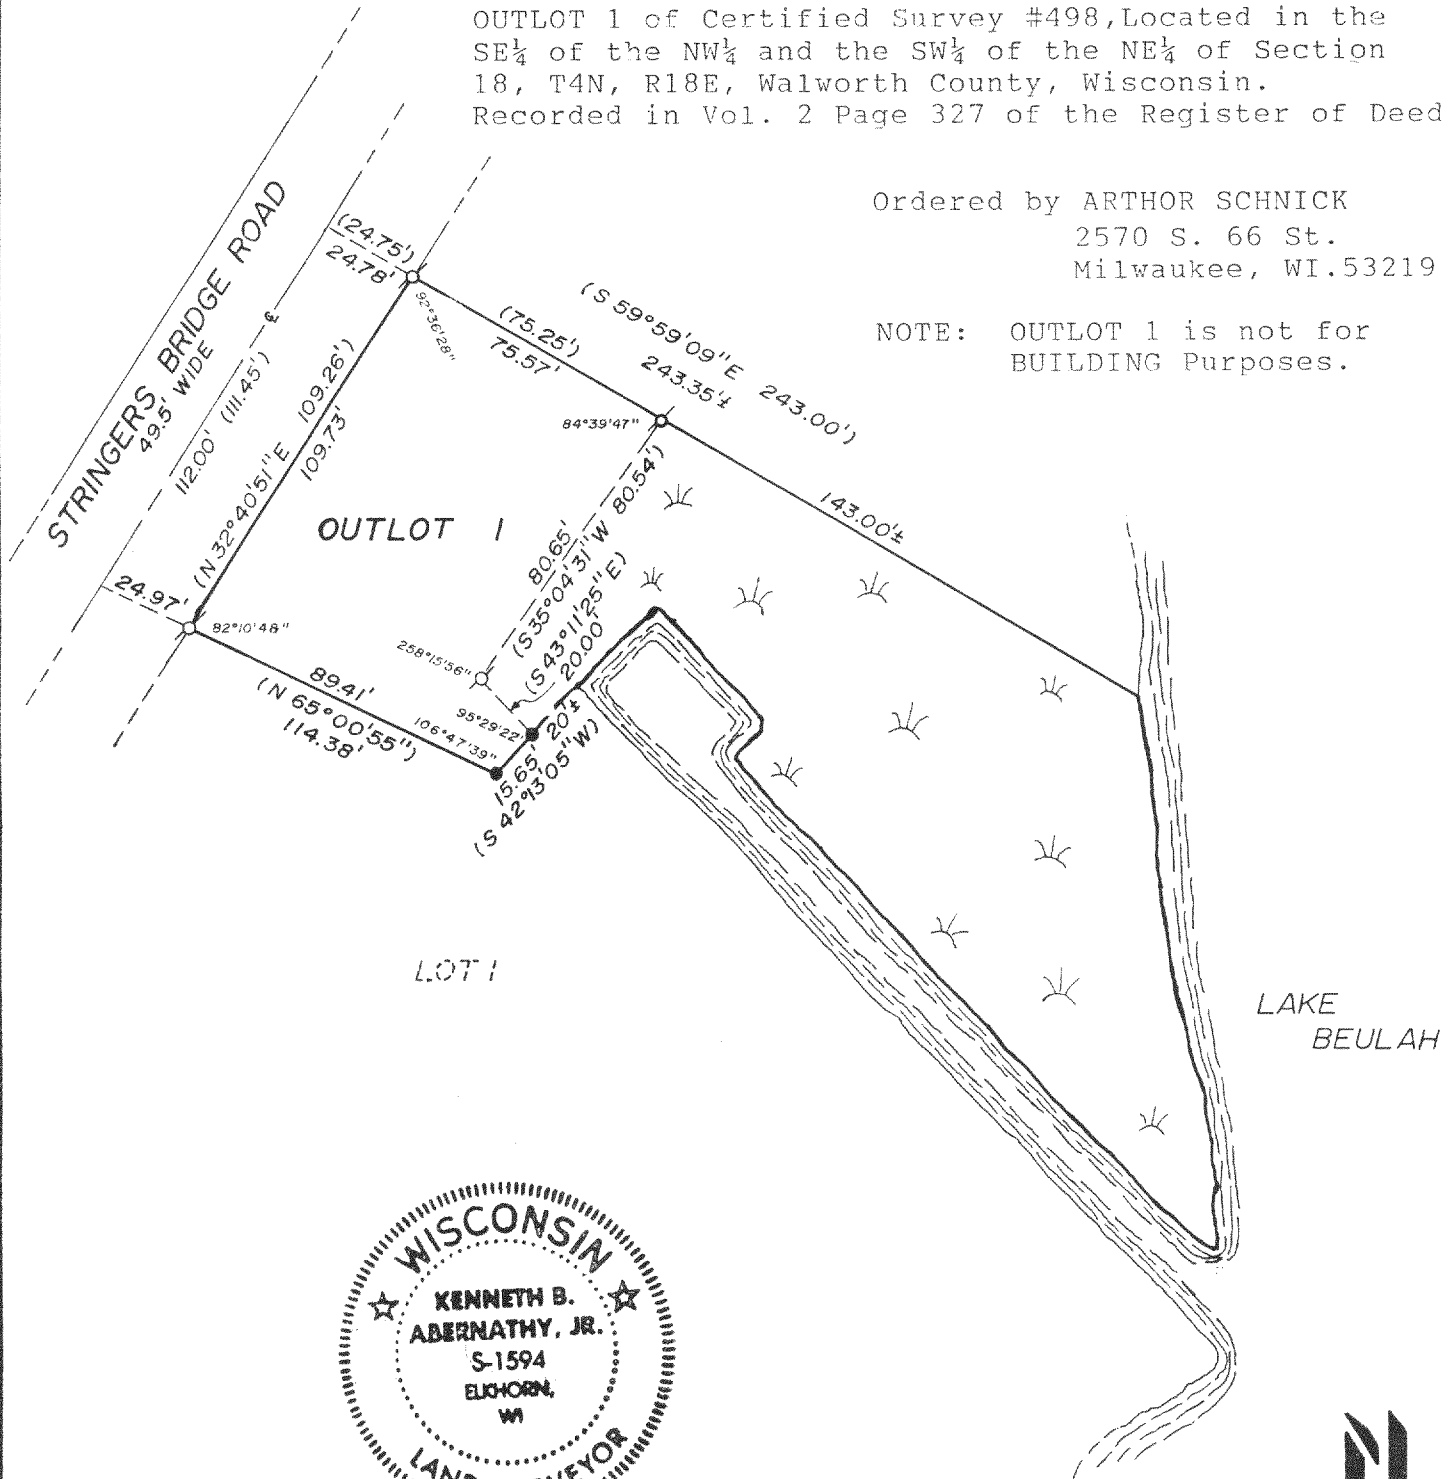 OUTLOT 1 of Certified Survey #498,Located in the
SE¼ of the NW¼ and the SW¼ of the NE¼ of Section
18, T4N, R18E, Walworth County, Wisconsin.
Recorded in Vol. 2 Page 327 of the Register of Deed
Ordered by ARTHOR SCHNICK
2570 S. 66 St.
Milwaukee, WI.53219
NOTE: OUTLOT 1 is not for
BUILDING Purposes.
STRINGERS BRIDGE ROAD
49.5' WIDE
112.00' (111.45')
℄
(24.75')
24.78'
92°36'28"
(75.25')
75.57'
(S 59°59'09"E 243.00')
243.35'±
84°39'47"
143.00'±
(N 32°40'51"E 109.26')
109.73'
OUTLOT 1
80.65'
(S35°04'31"W 80.54')
(S43°11'25"E)
20.00'
24.97'
82°10'48"
258°15'56"
89.41'
(N 65°00'55")
114.38'
95°29'22"
106°47'39"
15.65' 20'±
(S 42°13'05"W)
LOT 1
LAKE
BEULAH
WISCONSIN
KENNETH B.
ABERNATHY, JR.
S-1594
ELKHORN,
WI
N